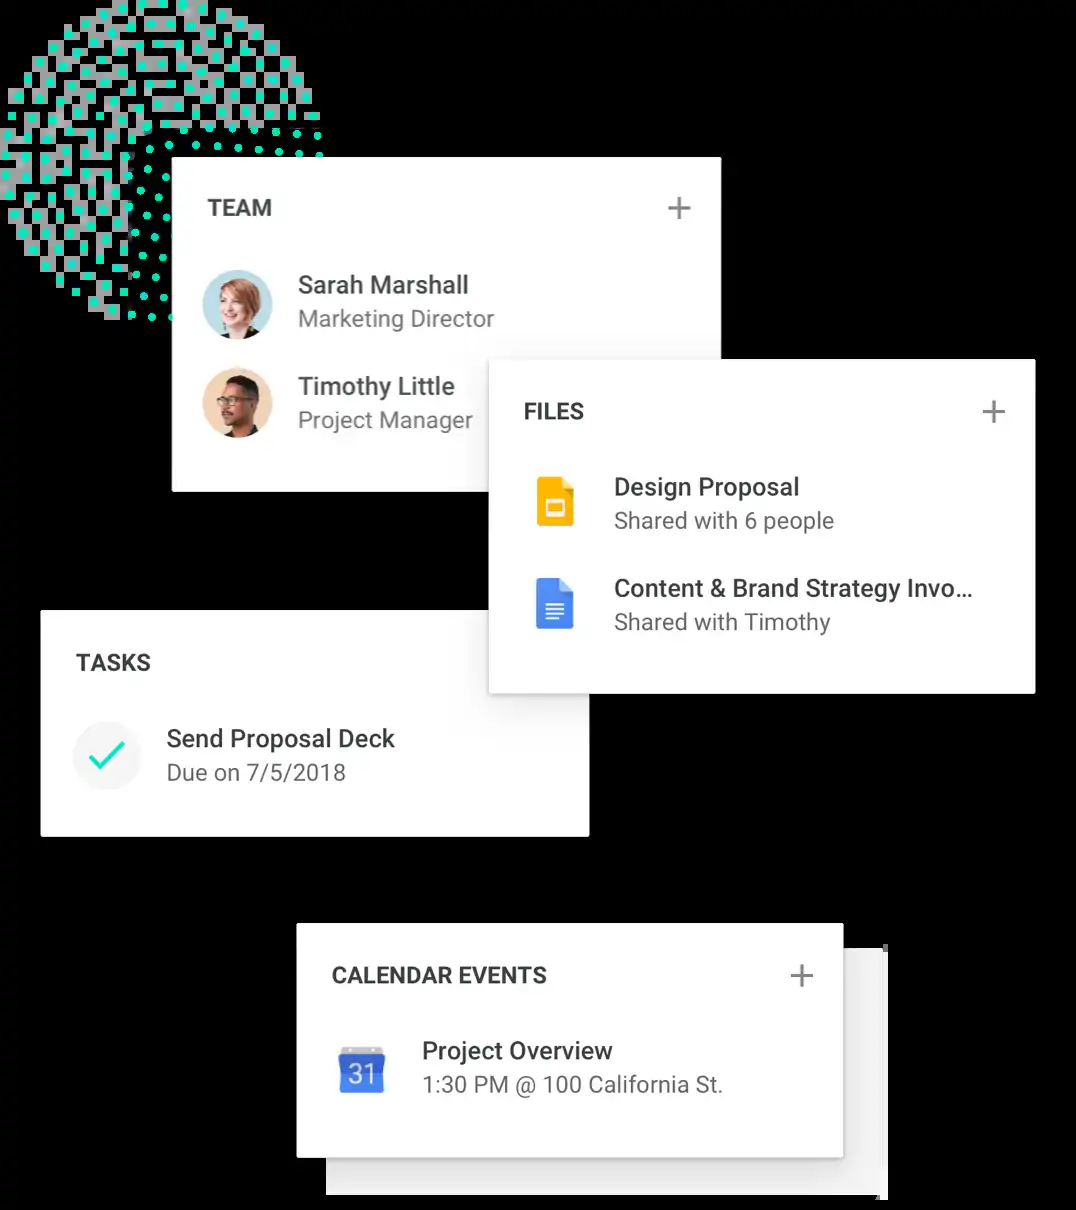 TEAM
Sarah Marshall
Marketing Director
Timothy Little
Project Manager
FILES
Design Proposal
Shared with 6 people
Content & Brand Strategy Invo...
Shared with Timothy
TASKS
Send Proposal Deck
Due on 7/5/2018
CALENDAR EVENTS
31
Project Overview
1:30 PM @ 100 California St.